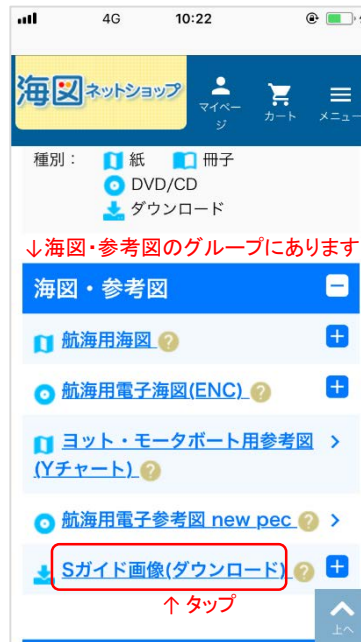 4G 10:22
海図ネットショップ
マイペー
ジ
カート
メニュー
種別： 紙 冊子
DVD/CD
ダウンロード
↓海図・参考図のグループにあります
海図・参考図
航海用海図 ?
航海用電子海図(ENC) ?
ヨット・モータボート用参考図
(Yチャート) ?
航海用電子参考図 new pec ?
Sガイド画像(ダウンロード) ?
↑ タップ
上へ